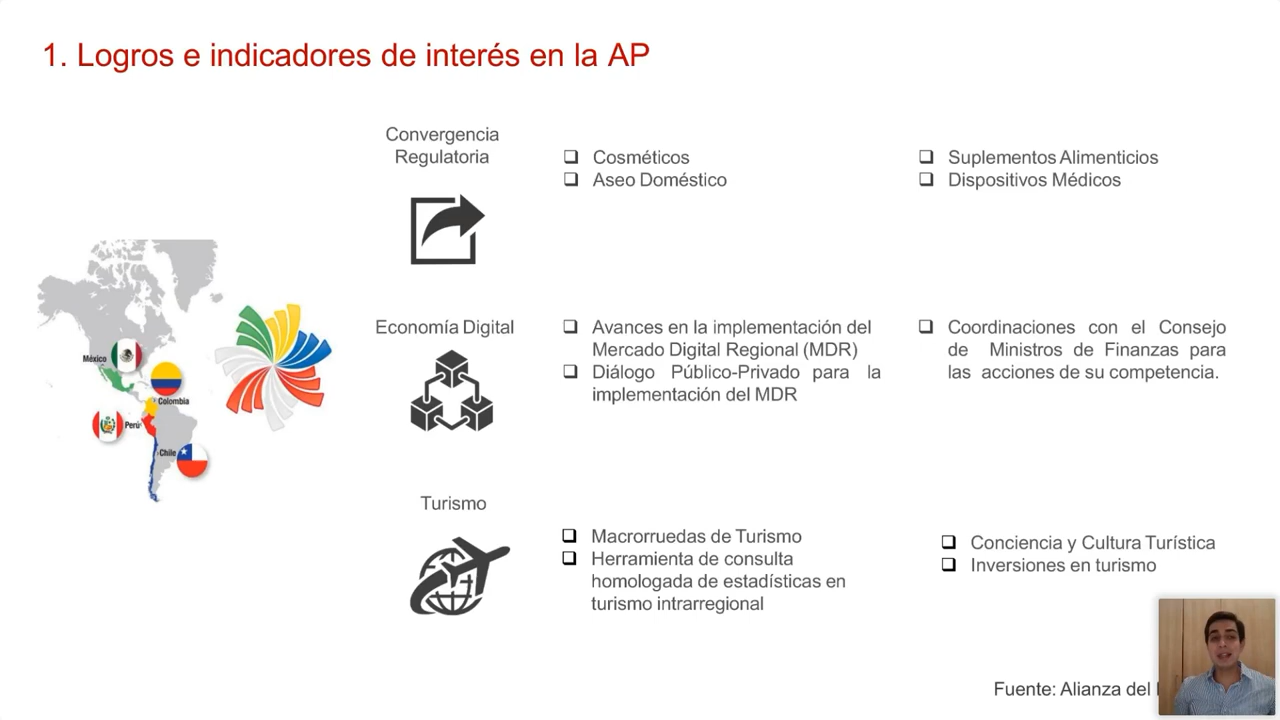 1. Logros e indicadores de interés en la AP
Convergencia
Regulatoria
❑ Cosméticos
❑ Aseo Doméstico
❑ Suplementos Alimenticios
❑ Dispositivos Médicos
México
Colombia
Perú
Chile
Economía Digital
❑ Avances en la implementación del
Mercado Digital Regional (MDR)
❑ Diálogo Público-Privado para la
implementación del MDR
❑ Coordinaciones con el Consejo
de Ministros de Finanzas para
las acciones de su competencia.
Turismo
❑ Macrorruedas de Turismo
❑ Herramienta de consulta
homologada de estadísticas en
turismo intrarregional
❑ Conciencia y Cultura Turística
❑ Inversiones en turismo
Fuente: Alianza del